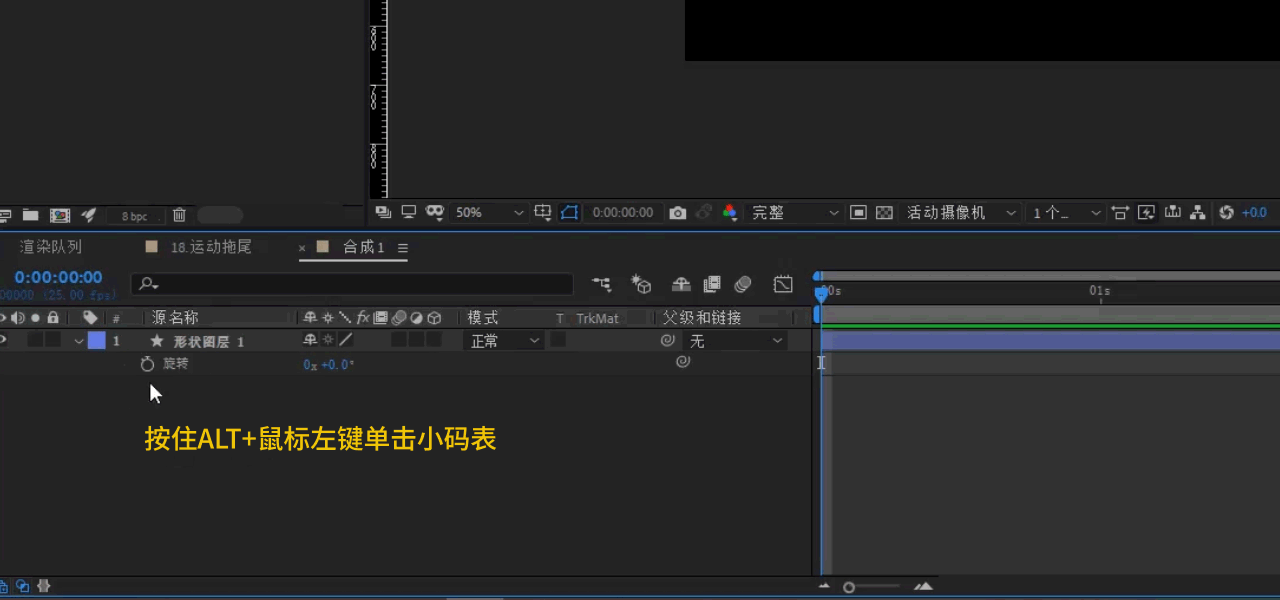 8 bpc
50%
0:00:00:00
完整
活动摄像机
1 个...
+0.0
渲染队列
18.运动拖尾
× 合成 1
0:00:00:00
00000 (25.00 fps)
:00s
01s
#
源名称
fx
模式
T TrkMat
父级和链接
1
形状图层 1
正常
无
旋转
0x +0.0°
按住ALT+鼠标左键单击小码表